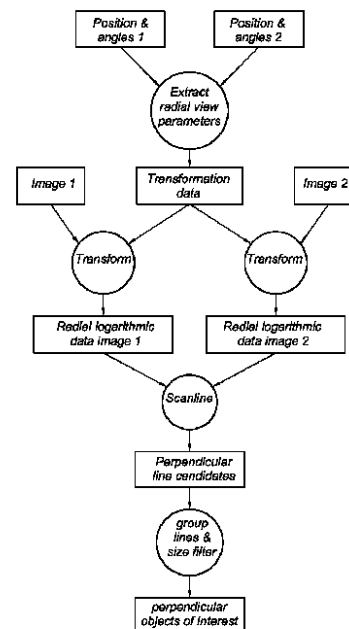 Position &
angles 1
Position &
angles 2
Extract
radial view
parameters
Image 1
Transformation
data
Image 2
Transform
Transform
Redial logarithmic
data image 1
Redial logarithmic
data image 2
Scanline
Perpendicular
line candidates
group
lines &
size filter
perpendicular
objects of interest